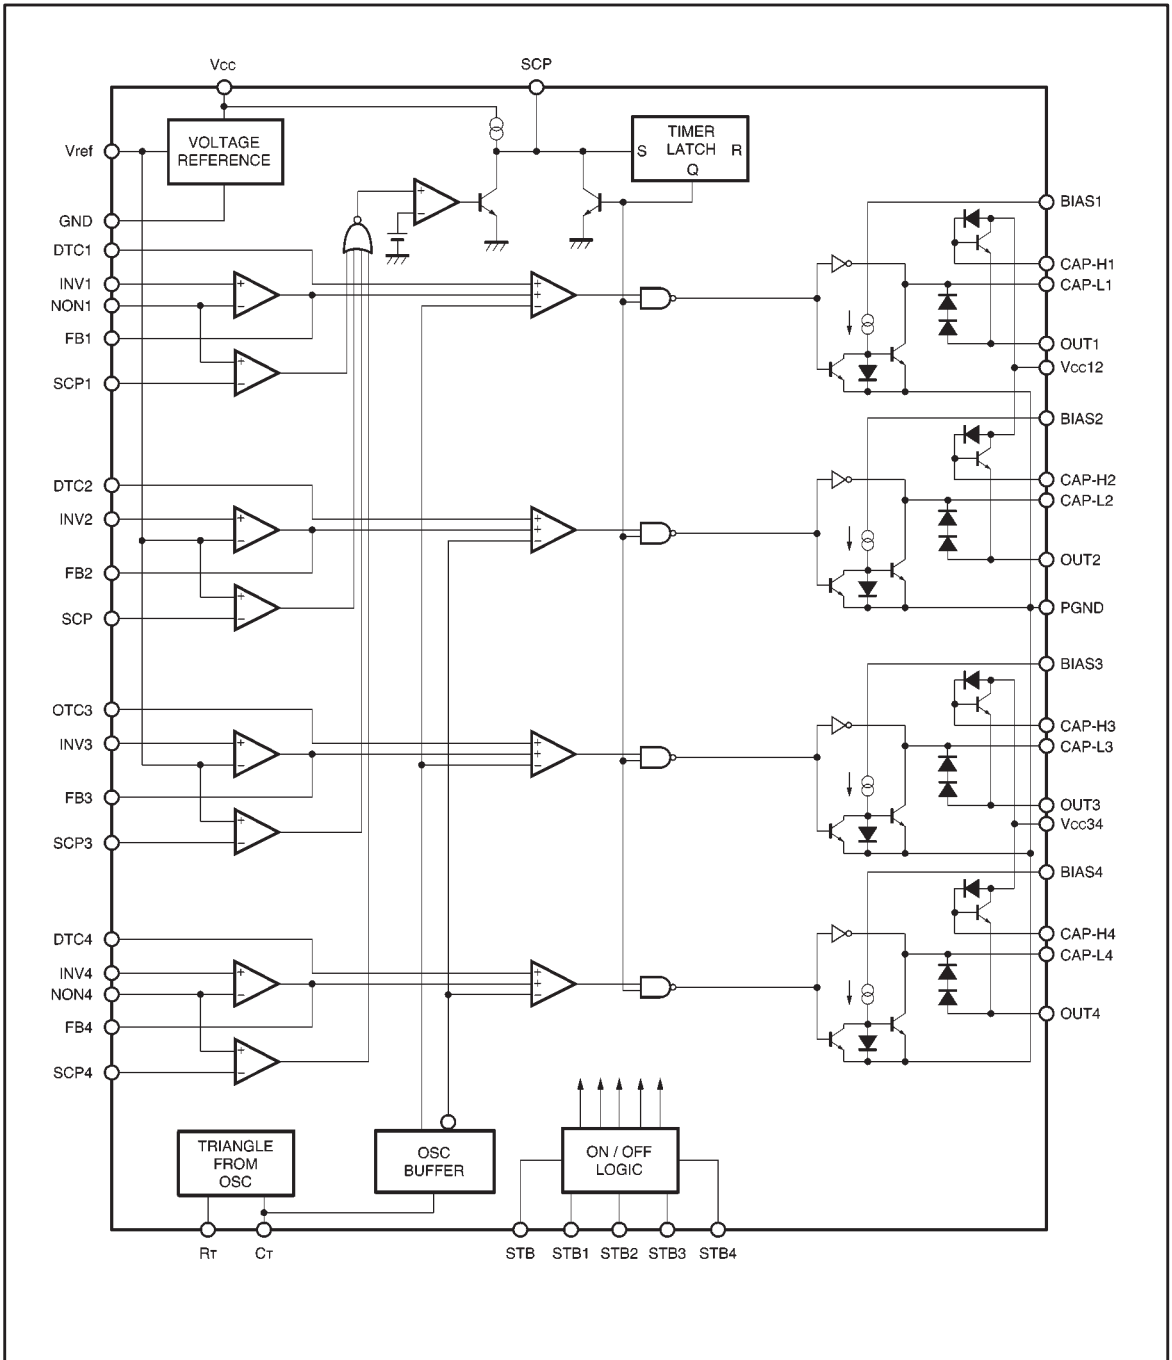 Vcc
SCP
Vref
VOLTAGE
REFERENCE
S
TIMER
LATCH
R
Q
GND
BIAS1
DTC1
INV1
NON1
FB1
SCP1
CAP-H1
CAP-L1
OUT1
Vcc12
BIAS2
DTC2
INV2
FB2
SCP
CAP-H2
CAP-L2
OUT2
PGND
BIAS3
OTC3
INV3
FB3
SCP3
CAP-H3
CAP-L3
OUT3
Vcc34
BIAS4
DTC4
INV4
NON4
FB4
SCP4
CAP-H4
CAP-L4
OUT4
TRIANGLE
FROM
OSC
OSC
BUFFER
ON / OFF
LOGIC
RT
CT
STB
STB1
STB2
STB3
STB4